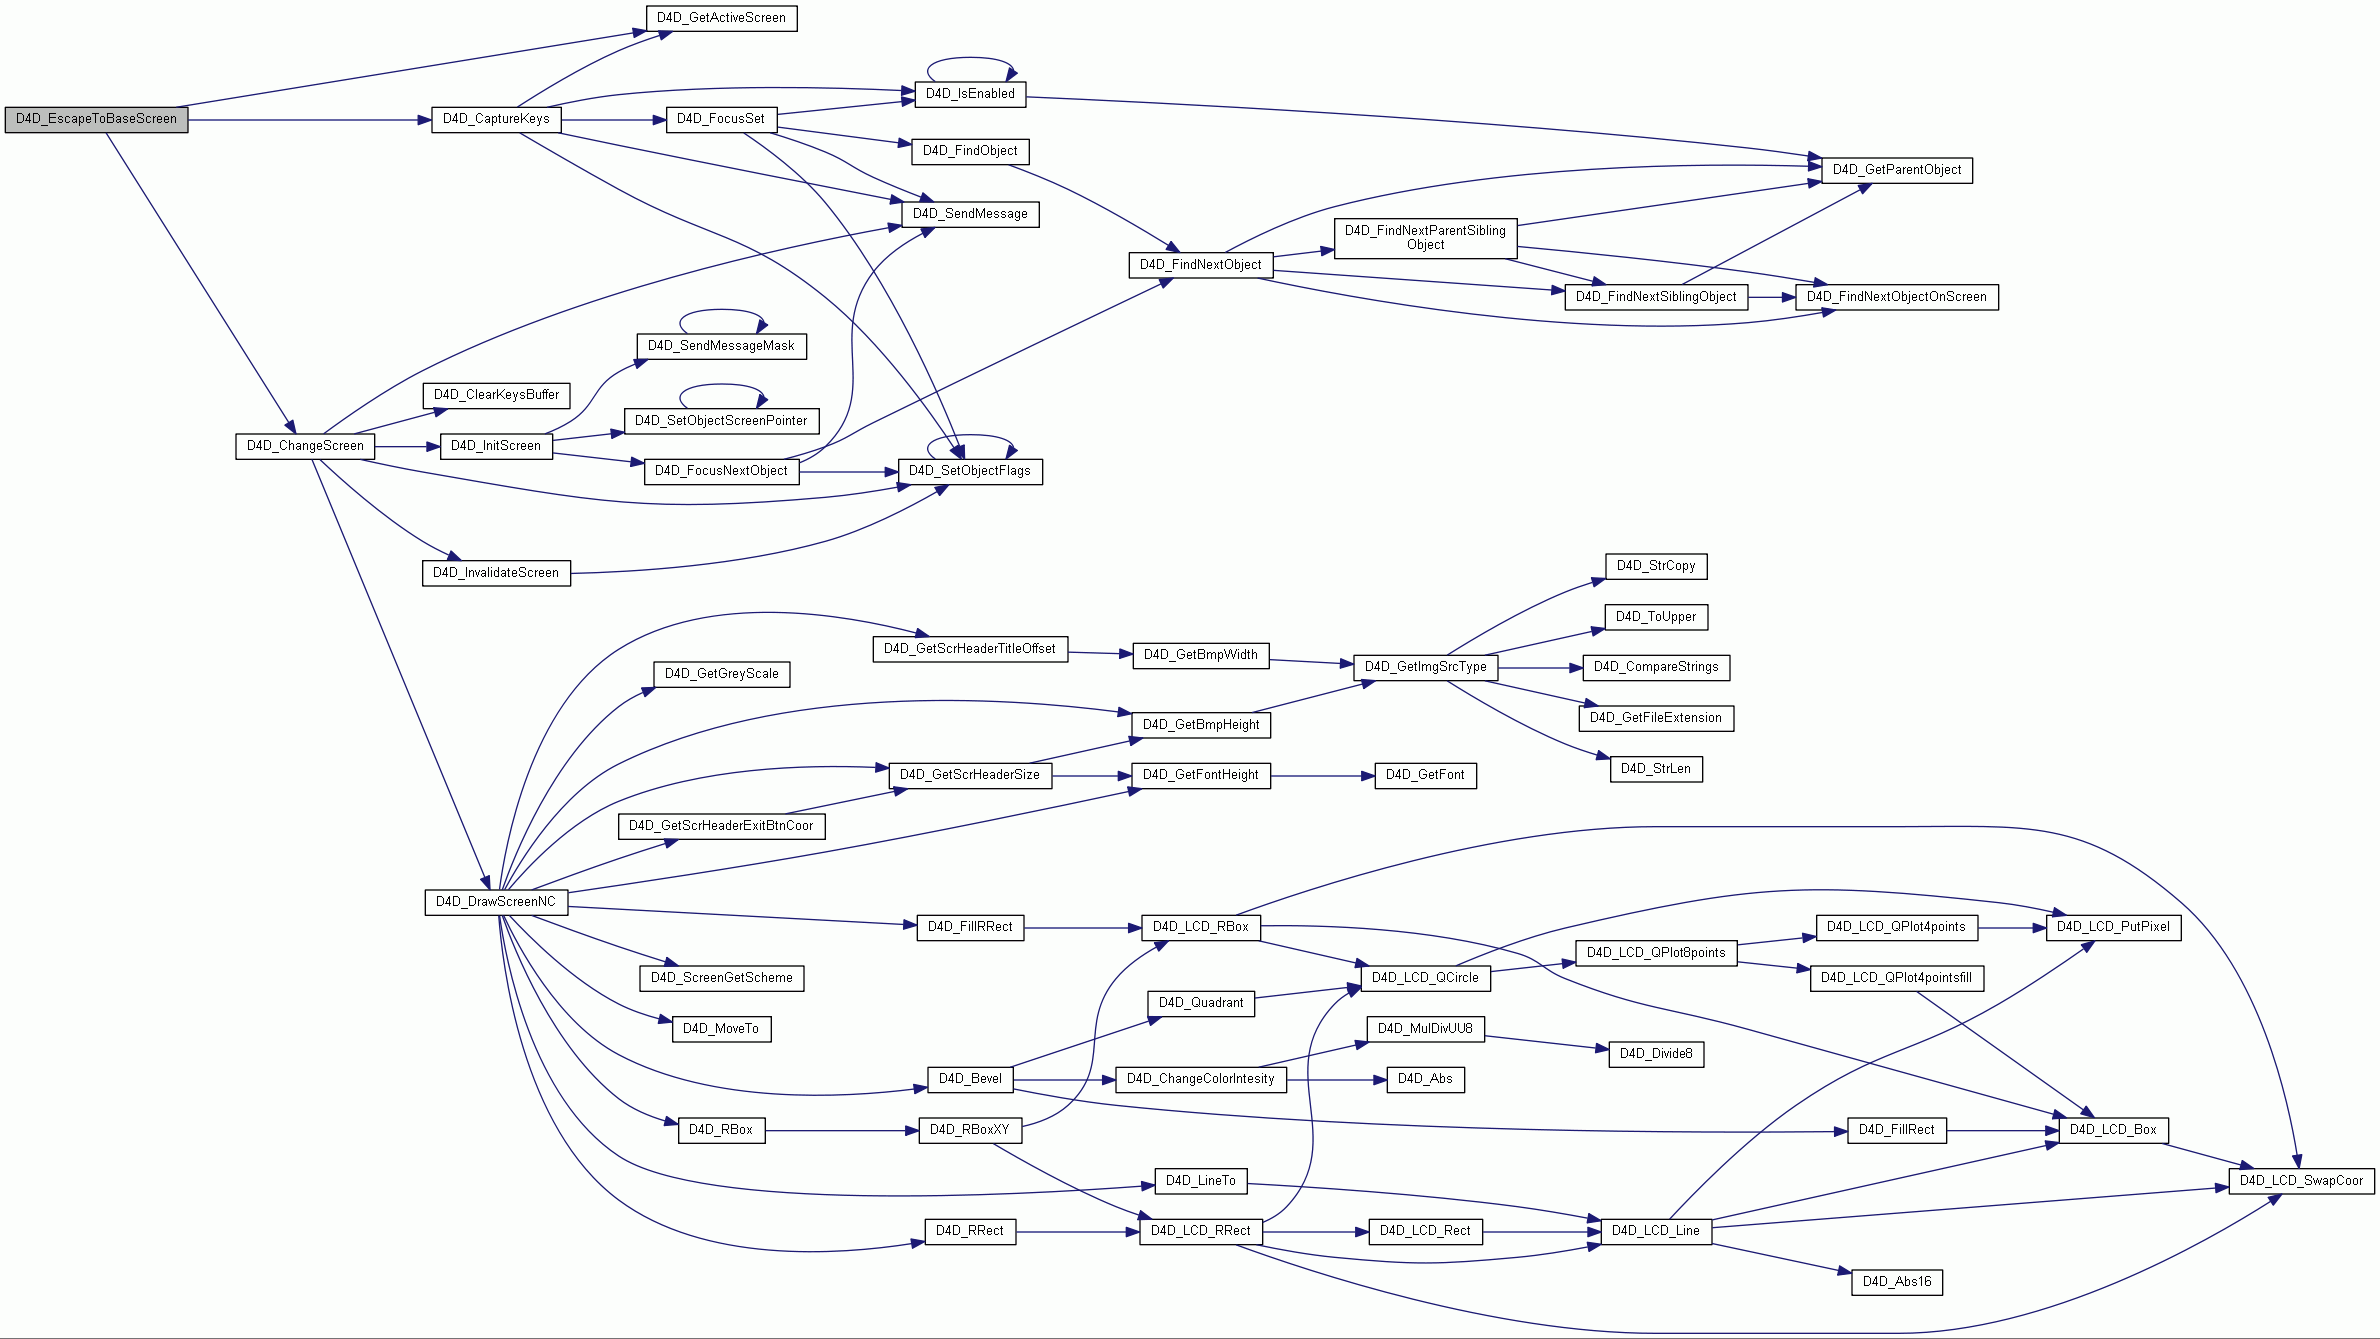 D4D_GetActiveScreen
D4D_IsEnabled
D4D_EscapeToBaseScreen
D4D_CaptureKeys
D4D_FocusSet
D4D_FindObject
D4D_GetParentObject
D4D_SendMessage
D4D_FindNextParentSibling
Object
D4D_FindNextObject
D4D_FindNextSiblingObject
D4D_FindNextObjectOnScreen
D4D_SendMessageMask
D4D_ClearKeysBuffer
D4D_SetObjectScreenPointer
D4D_ChangeScreen
D4D_InitScreen
D4D_FocusNextObject
D4D_SetObjectFlags
D4D_InvalidateScreen
D4D_StrCopy
D4D_ToUpper
D4D_GetScrHeaderTitleOffset
D4D_GetBmpWidth
D4D_GetImgSrcType
D4D_CompareStrings
D4D_GetGreyScale
D4D_GetFileExtension
D4D_GetBmpHeight
D4D_StrLen
D4D_GetScrHeaderSize
D4D_GetFontHeight
D4D_GetFont
D4D_GetScrHeaderExitBtnCoor
D4D_DrawScreenNC
D4D_FillRRect
D4D_LCD_RBox
D4D_LCD_QPlot4points
D4D_LCD_PutPixel
D4D_LCD_QPlot8points
D4D_ScreenGetScheme
D4D_LCD_QCircle
D4D_LCD_QPlot4pointsfill
D4D_Quadrant
D4D_MoveTo
D4D_MulDivUU8
D4D_Divide8
D4D_Bevel
D4D_ChangeColorIntesity
D4D_Abs
D4D_RBox
D4D_RBoxXY
D4D_FillRect
D4D_LCD_Box
D4D_LineTo
D4D_LCD_SwapCoor
D4D_RRect
D4D_LCD_RRect
D4D_LCD_Rect
D4D_LCD_Line
D4D_Abs16